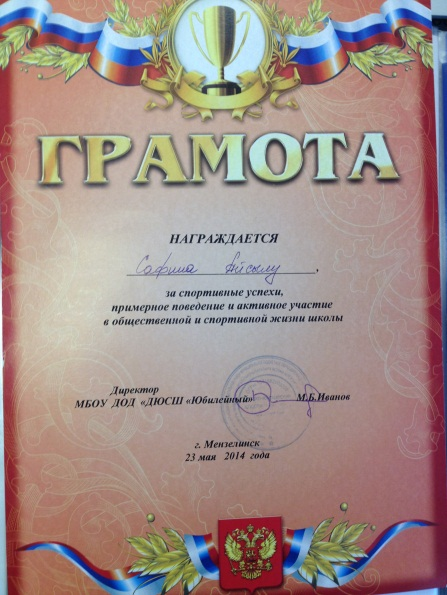 ГРАМОТА
НАГРАЖДАЕТСЯ
Сафина Айсылу,
за спортивные успехи,
примерное поведение и активное участие
в общественной и спортивной жизни школы
Директор
МБОУ ДОД «ДЮСШ «Юбилейный» М.Б.Иванов
г. Мензелинск
23 мая 2014 года